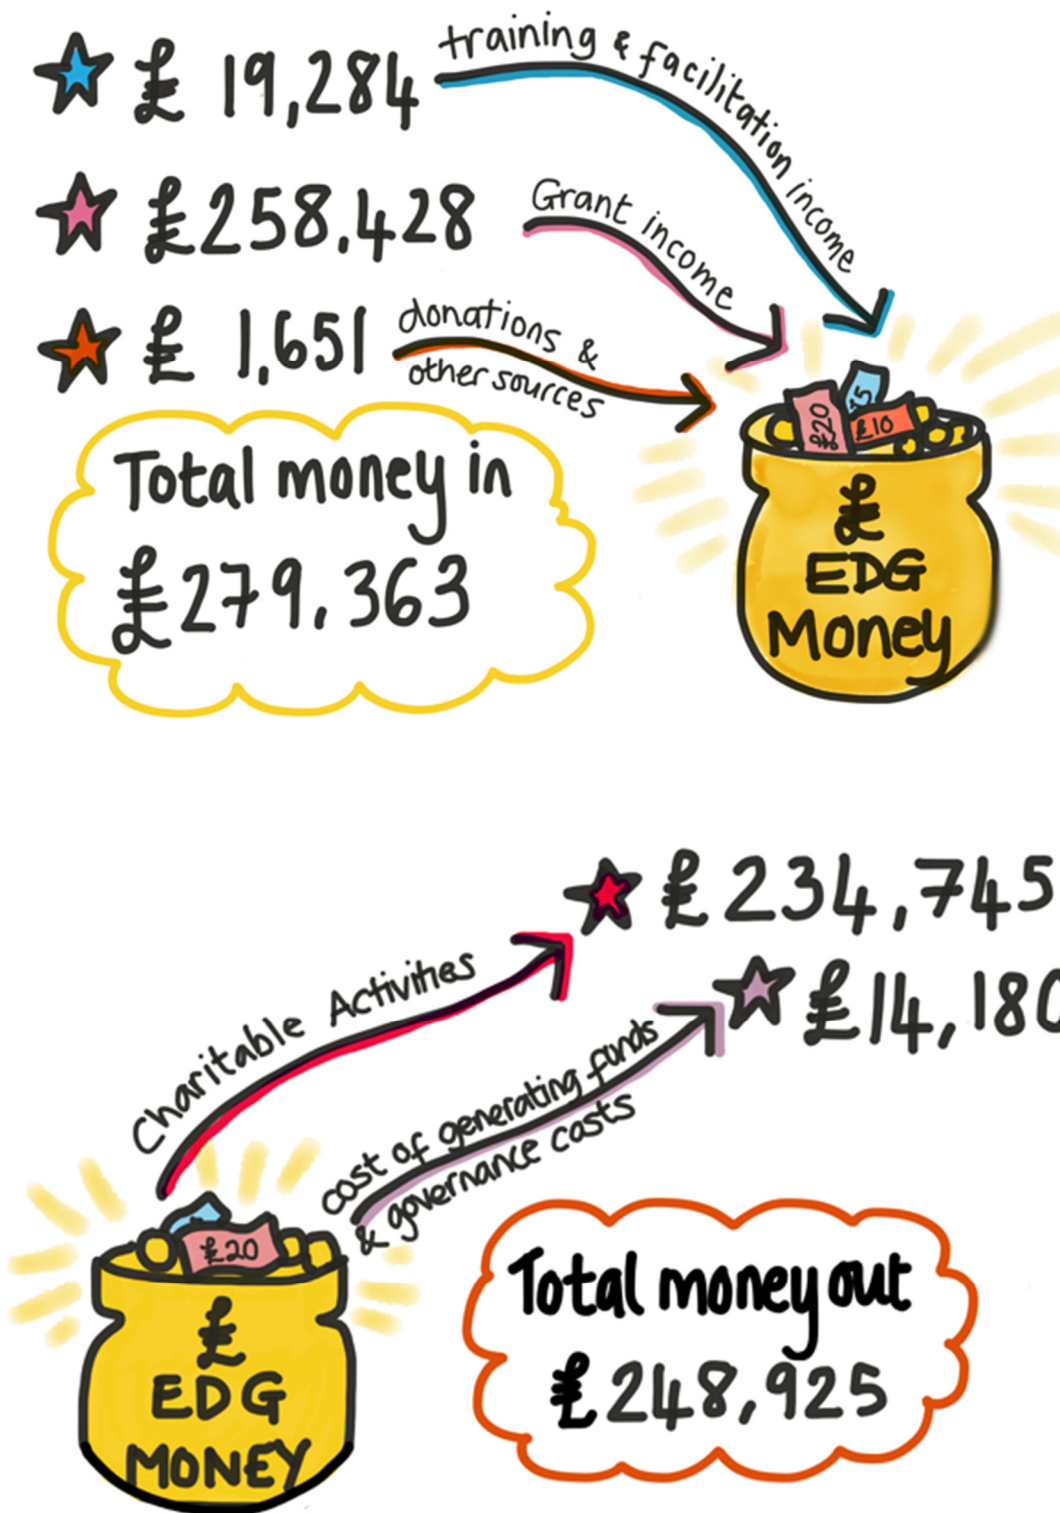 £ 19,284
training & facilitation income
£258.428
Grant income
£ 1,651
donations &
other sources
£20
£5
£10
Total money in
£279.363
£
EDG
Money
£234,745
Charitable Activities
£14,180
cost of generating funds
& governance costs
£20
£
EDG
MONEY
Total money out
£248,925